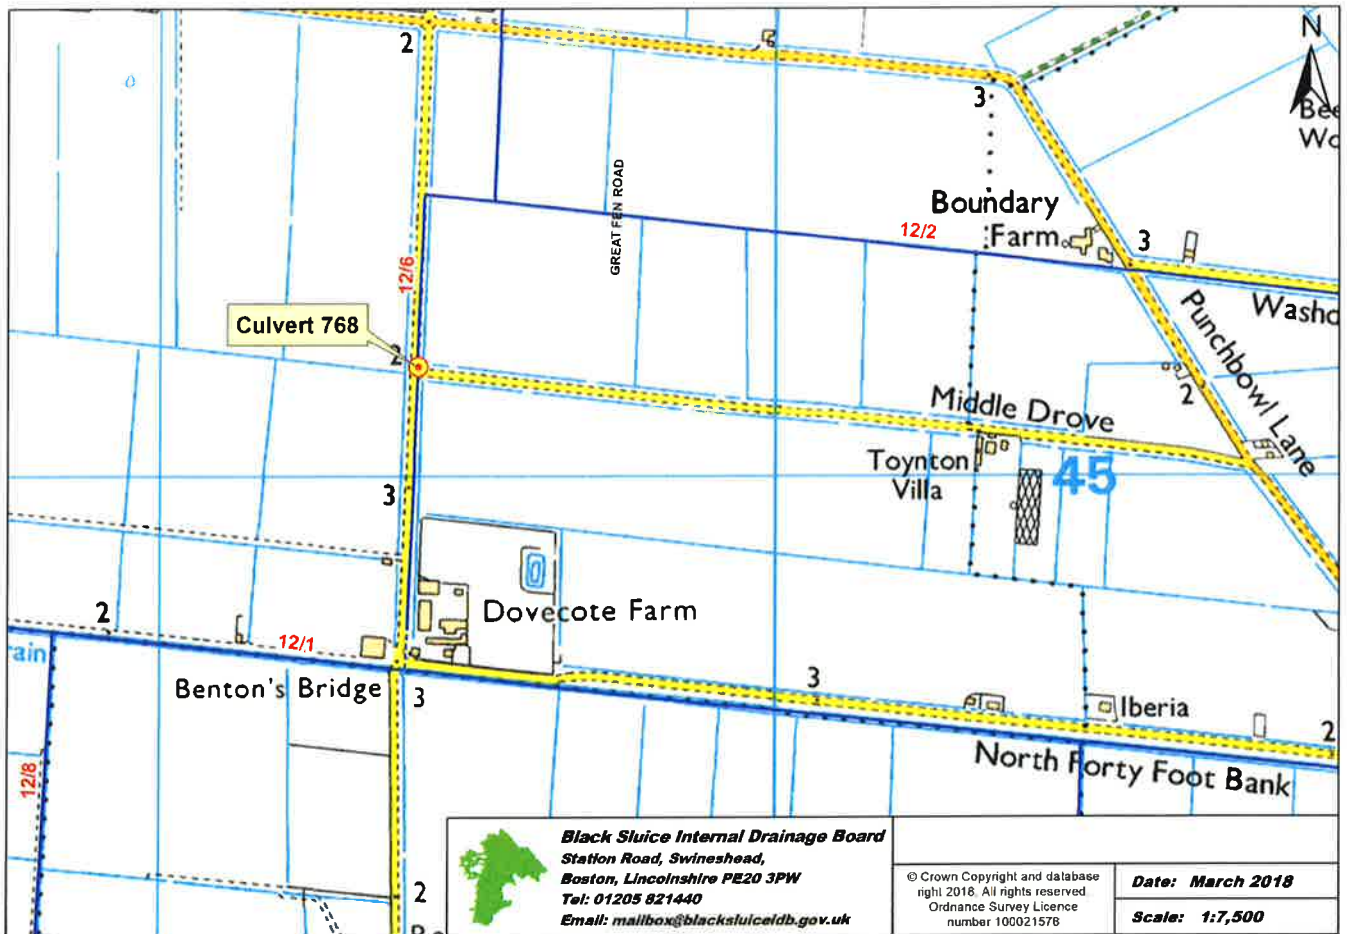 N
2
3
Bee
Wo
GREAT FEN ROAD
Boundary
Farm
12/2
3
12/6
Culvert 768
2
Washd
Punchbowl Lane
2
Middle Drove
Toynton
Villa
45
3
Dovecote Farm
2
12/1
rain
Benton's Bridge
3
3
Iberia
2
North Forty Foot Bank
12/8
2
Black Sluice Internal Drainage Board
Station Road, Swineshead,
Boston, Lincolnshire PE20 3PW
Tel: 01205 821440
Email: mailbox@blacksluiceidb.gov.uk
© Crown Copyright and database
right 2018. All rights reserved
Ordnance Survey Licence
number 100021578
Date: March 2018
Scale: 1:7,500